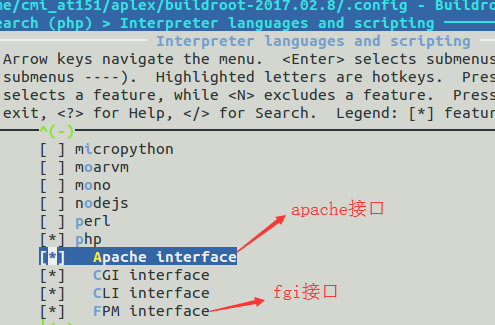 me/cmi_at151/aplex/buildroot-2017.02.8/.config - Buildro
earch (php) > Interpreter languages and scripting
Interpreter languages and scripting
Arrow keys navigate the menu.  <Enter> selects submenus
submenus ----).  Highlighted letters are hotkeys.  Pres
selects a feature, while <N> excludes a feature.  Press
exit, <?> for Help, </> for Search.  Legend: [*] featur
^(-)
[ ] micropython
[ ] moarvm
[ ] mono
[ ] nodejs
[ ] perl
[*] php
[*]   Apache interface
[*]   CGI interface
[*]   CLI interface
[*]   FPM interface
apache接口
fgi接口